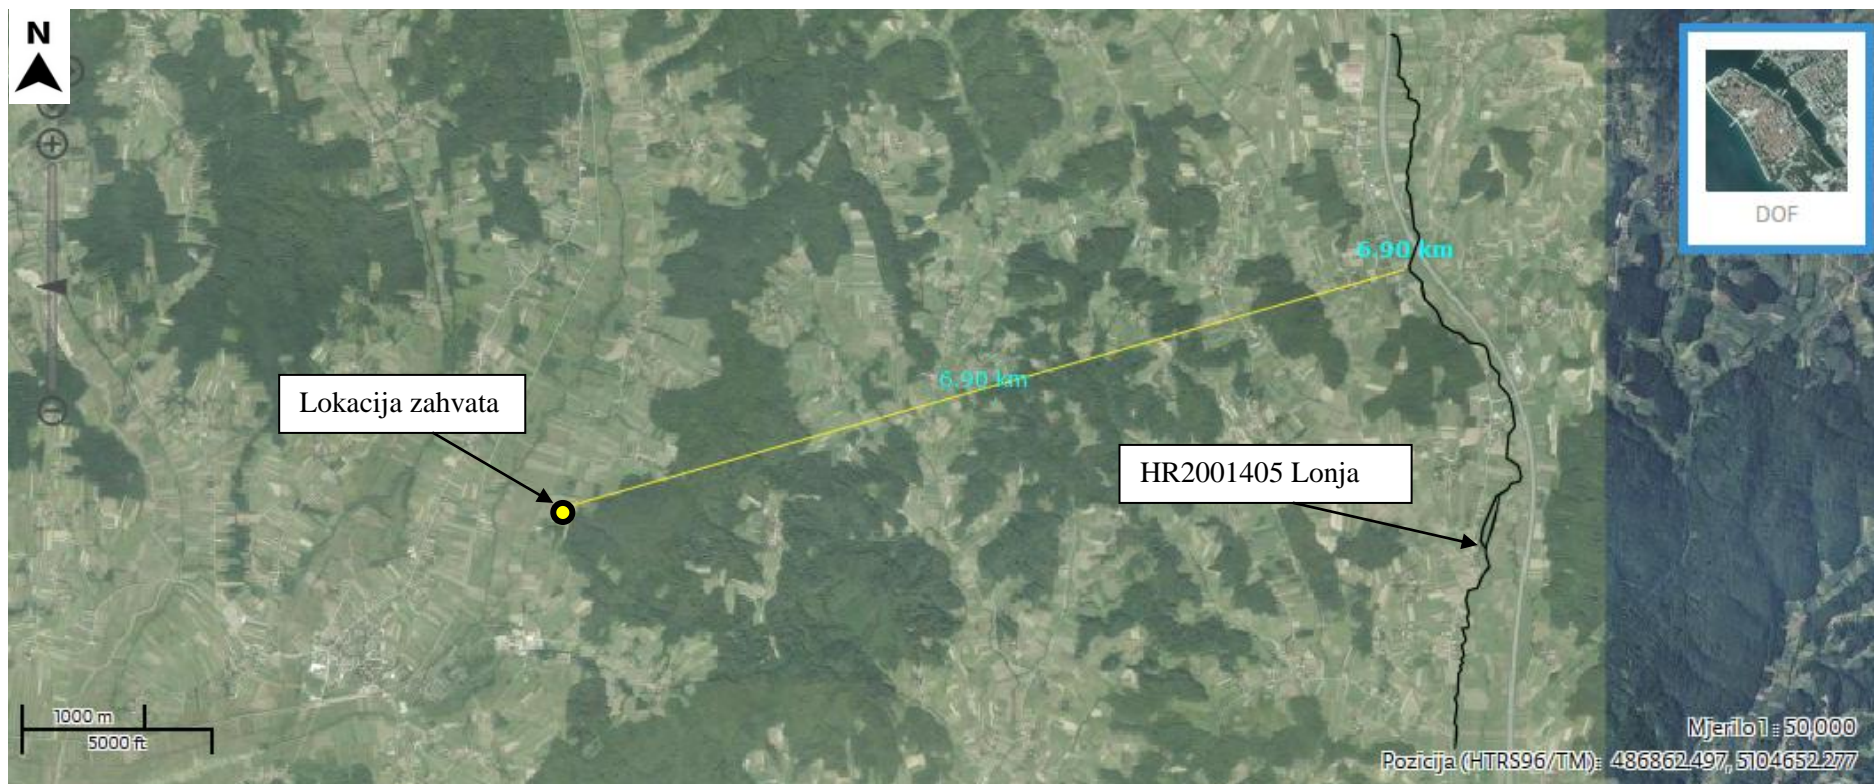 N
DOF
6.90 km
6.90 km
Lokacija zahvata
HR2001405 Lonja
1000 m
5000 ft
Mjerilo 1 : 50,000
Pozicija (HTRS96/TM): 486862.497, 5104652.277